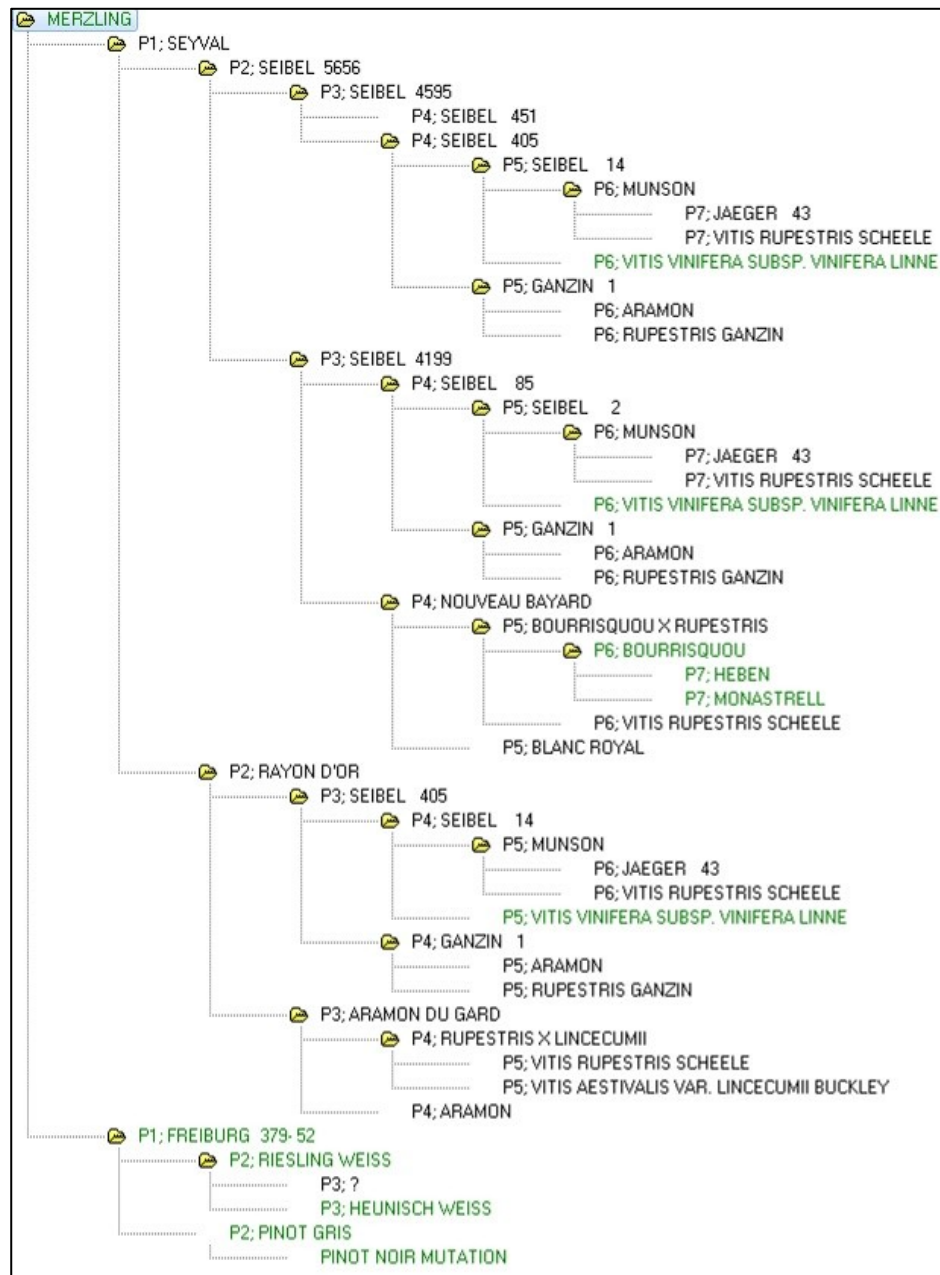 MERZLING
P1; SEYVAL
P2; SEIBEL 5656
P3; SEIBEL 4595
P4; SEIBEL 451
P4; SEIBEL 405
P5; SEIBEL 14
P6; MUNSON
P7; JAEGER 43
P7; VITIS RUPESTRIS SCHEELE
P6; VITIS VINIFERA SUBSP. VINIFERA LINNE
P5; GANZIN 1
P6; ARAMON
P6; RUPESTRIS GANZIN
P3; SEIBEL 4199
P4; SEIBEL 85
P5; SEIBEL 2
P6; MUNSON
P7; JAEGER 43
P7; VITIS RUPESTRIS SCHEELE
P6; VITIS VINIFERA SUBSP. VINIFERA LINNE
P5; GANZIN 1
P6; ARAMON
P6; RUPESTRIS GANZIN
P4; NOUVEAU BAYARD
P5; BOURRISQUOU X RUPESTRIS
P6; BOURRISQUOU
P7; HEBEN
P7; MONASTRELL
P6; VITIS RUPESTRIS SCHEELE
P5; BLANC ROYAL
P2; RAYON D'OR
P3; SEIBEL 405
P4; SEIBEL 14
P5; MUNSON
P6; JAEGER 43
P6; VITIS RUPESTRIS SCHEELE
P5; VITIS VINIFERA SUBSP. VINIFERA LINNE
P4; GANZIN 1
P5; ARAMON
P5; RUPESTRIS GANZIN
P3; ARAMON DU GARD
P4; RUPESTRIS X LINCECUMII
P5; VITIS RUPESTRIS SCHEELE
P5; VITIS AESTIVALIS VAR. LINCECUMII BUCKLEY
P4; ARAMON
P1; FREIBURG 379- 52
P2; RIESLING WEISS
P3; ?
P3; HEUNISCH WEISS
P2; PINOT GRIS
PINOT NOIR MUTATION